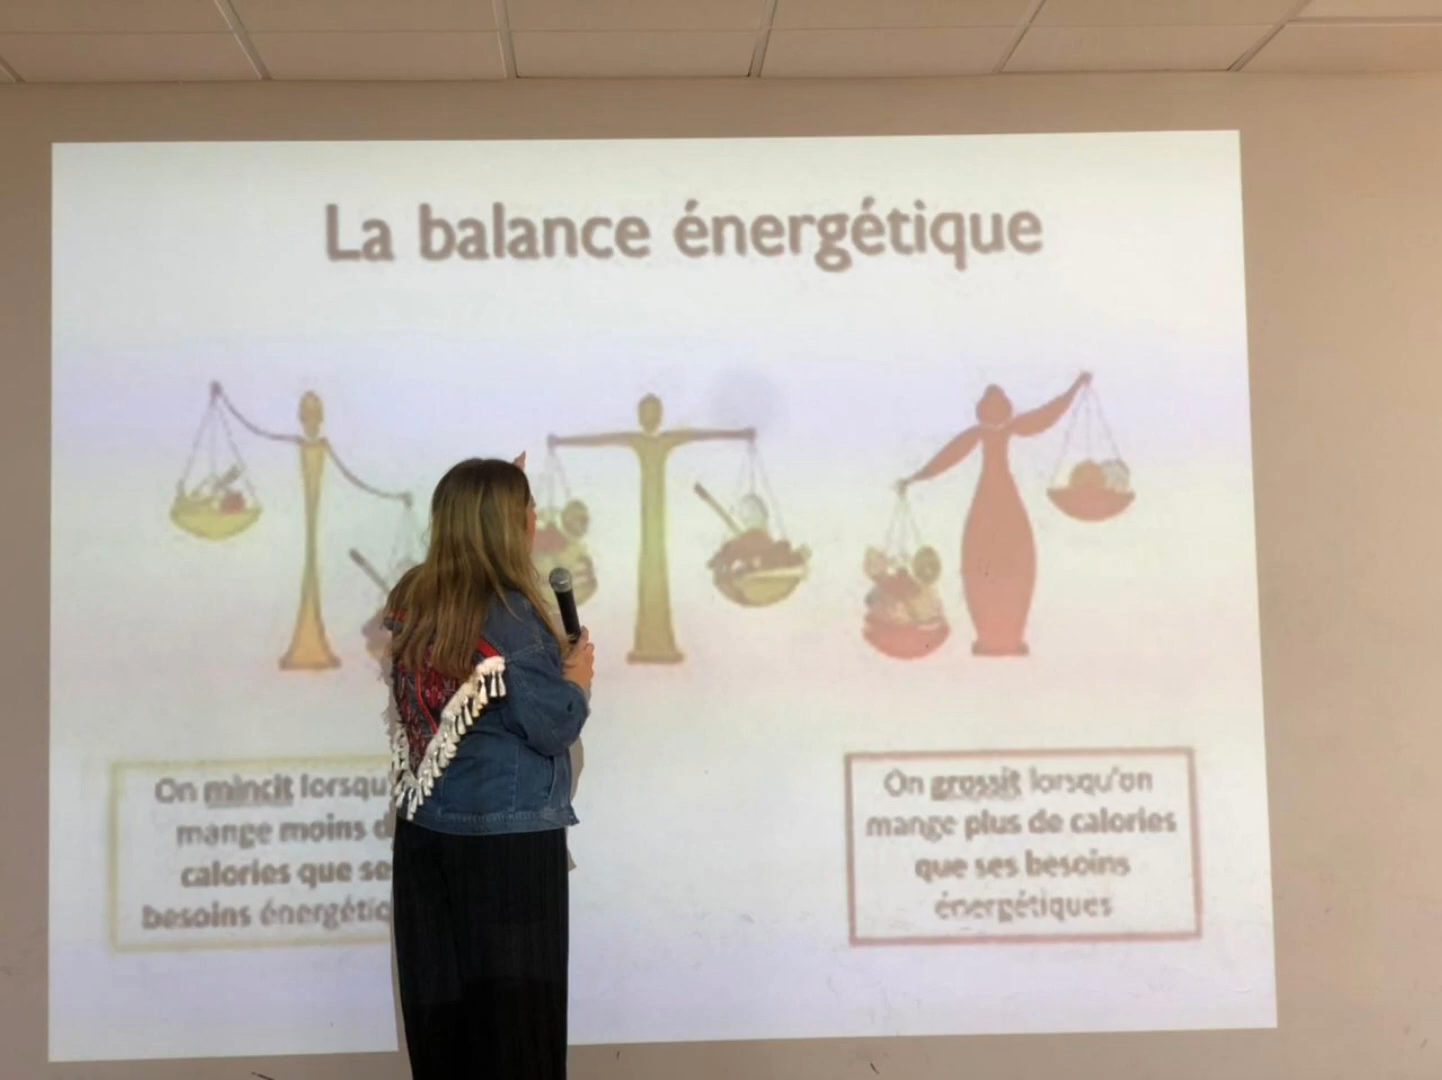 La balance énergétique
On mincit lorsqu
mange moins d
calories que se
besoins énergétiq
On grossit lorsqu'on
mange plus de calories
que ses besoins
énergétiques